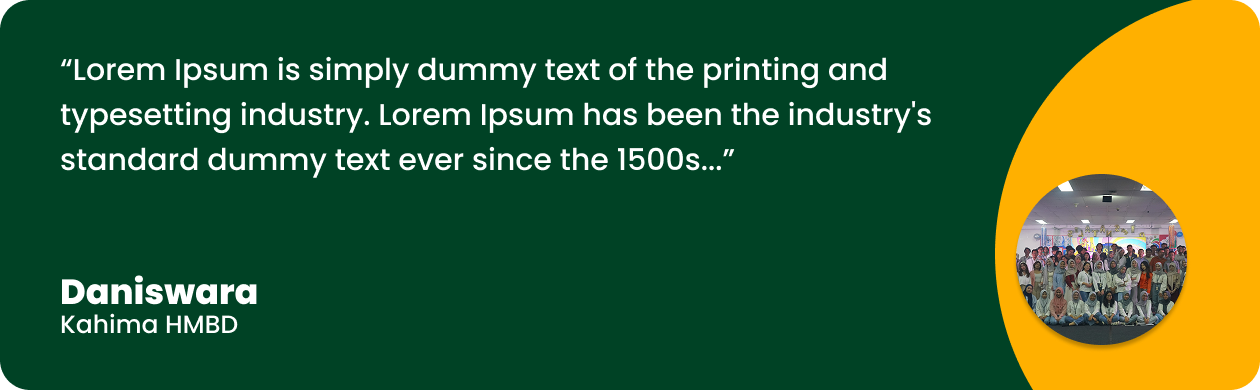 “Lorem Ipsum is simply dummy text of the printing and
typesetting industry. Lorem Ipsum has been the industry's
standard dummy text ever since the 1500s...”
Daniswara
Kahima HMBD